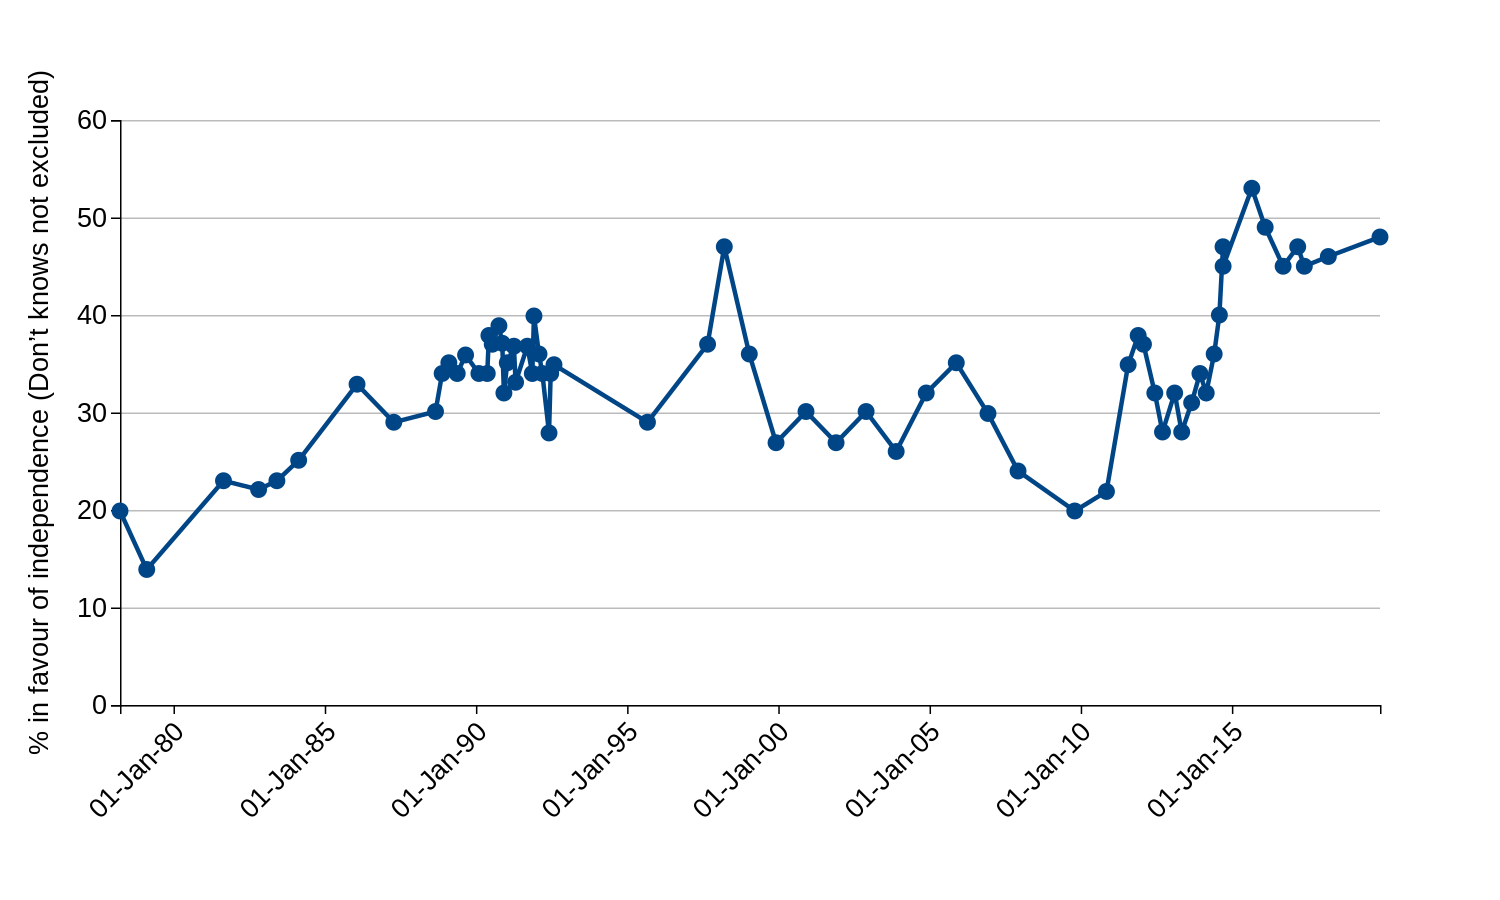 % in favour of independence (Don't knows not excluded)
60
50
40
30
20
10
0
01-Jan-80
01-Jan-85
01-Jan-90
01-Jan-95
01-Jan-00
01-Jan-05
01-Jan-10
01-Jan-15